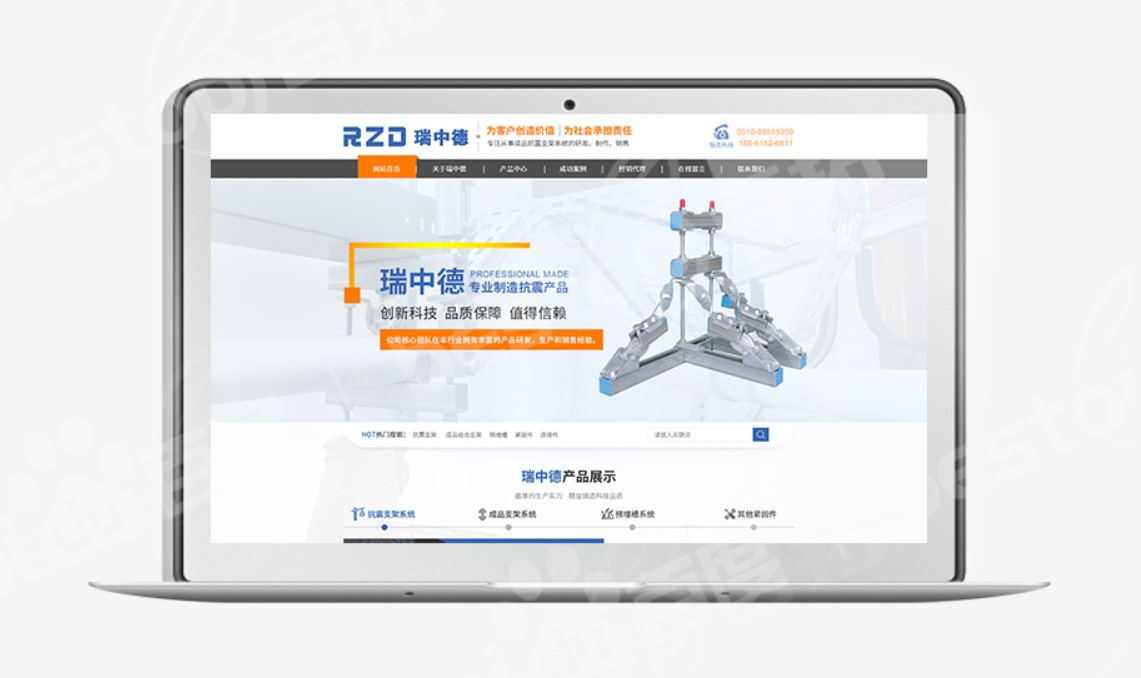 RZD 瑞中德
为客户创造价值 | 为社会承担责任
专注从事成品抗震支架系统的研发、制作、销售
服务热线
0510-88555359
188-6152-6611
网站首页 | 关于瑞中德 | 产品中心 | 成功案例 | 经销代理 | 在线留言 | 联系我们
瑞中德 PROFESSIONAL MADE
专业制造抗震产品
创新科技 品质保障 值得信赖
公司核心团队在本行业拥有丰富的产品研发、生产和销售经验。
HOT热门搜索: 抗震支架 成品组合支架 预埋槽 紧固件 连接件
请输入关键词
瑞中德产品展示
雄厚的生产实力 精益锻造科技品质
抗震支架系统 成品支架系统 预埋槽系统 其他紧固件
bestop 百拓
百度